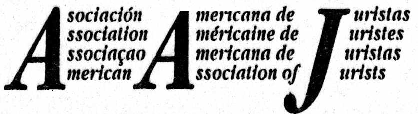 Asociación Americana de Juristas
Association Américaine de Juristes
Associaçao Americana de Juristas
American Association of Jurists